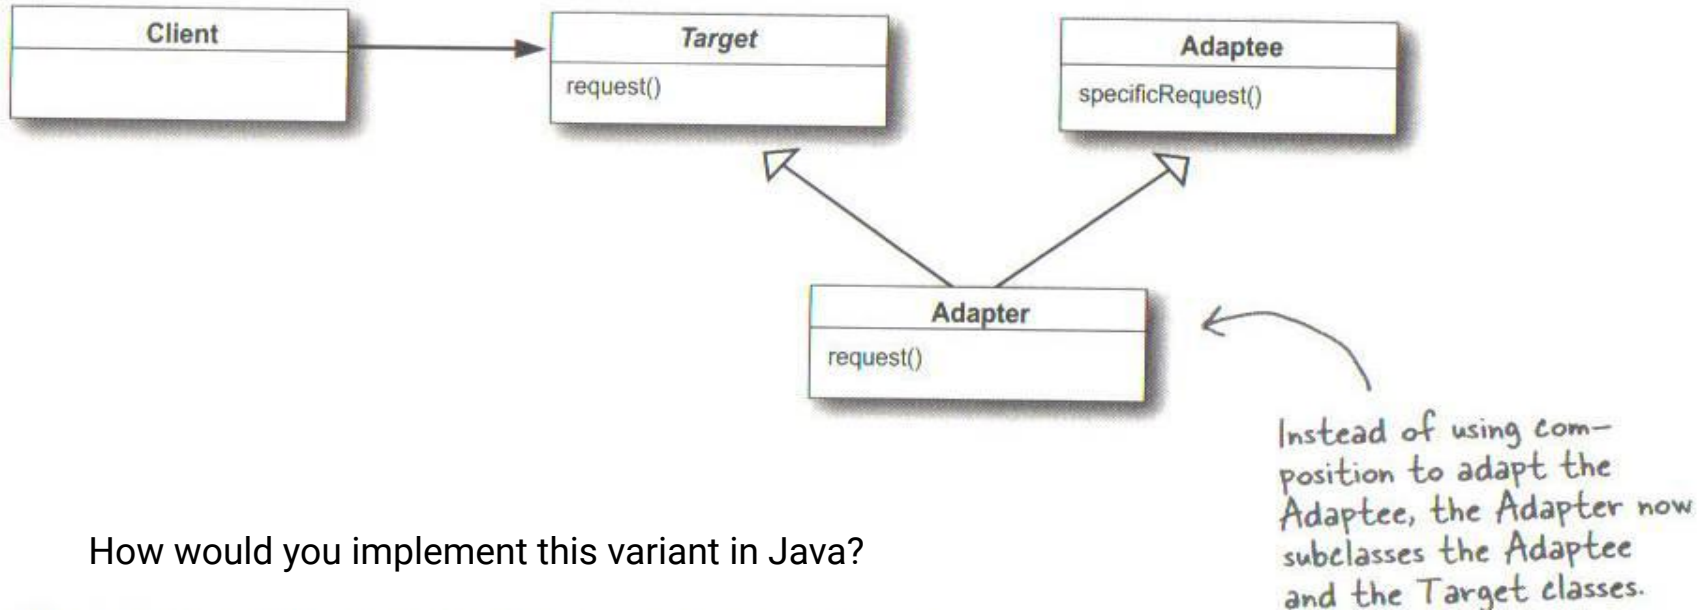 Client
Target
request()
Adaptee
specificRequest()
Adapter
request()
Instead of using com-
position to adapt the
Adaptee, the Adapter now
subclasses the Adaptee
and the Target classes.
How would you implement this variant in Java?